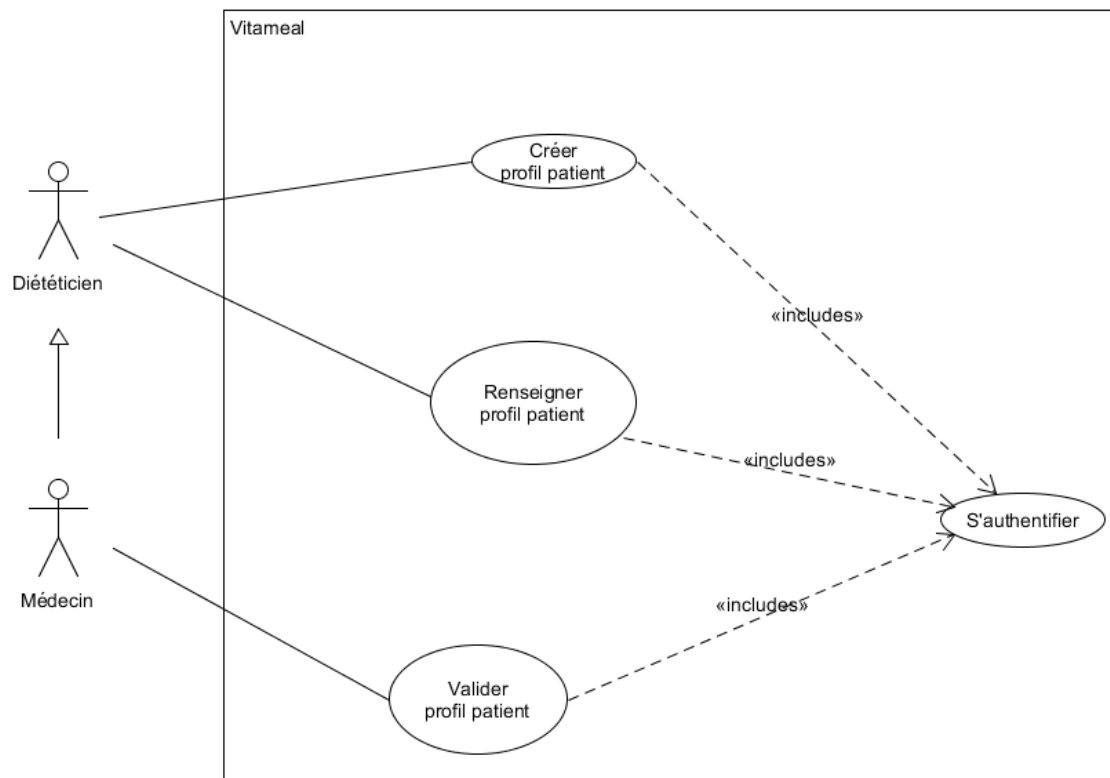 Vitameal
Créer
profil patient
Diététicien
«includes»
Renseigner
profil patient
«includes»
S'authentifier
Médecin
«includes»
Valider
profil patient